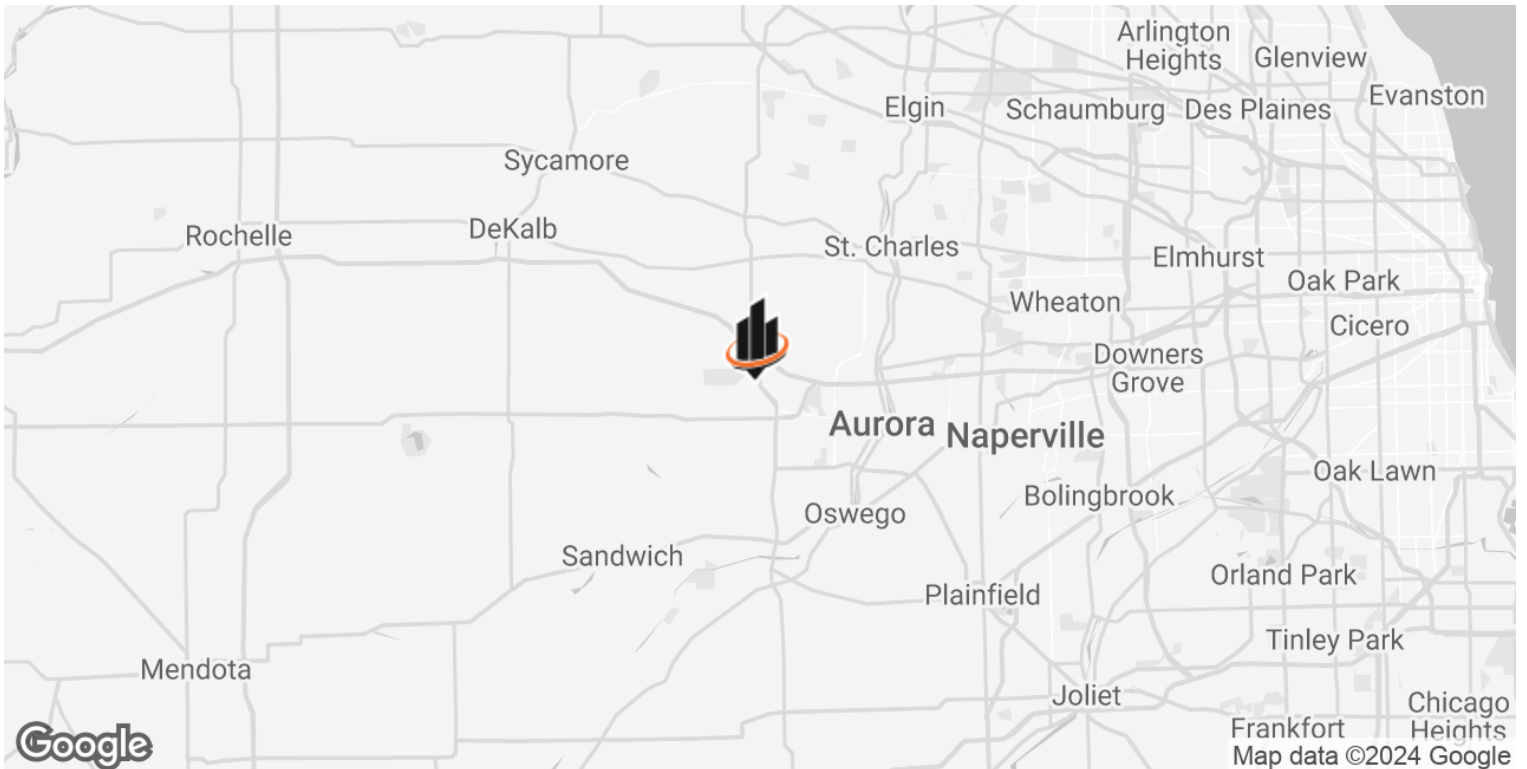 Arlington
Heights
Glenview
Evanston
Elgin
Schaumburg
Des Plaines
Sycamore
Rochelle
DeKalb
St. Charles
Elmhurst
Oak Park
Wheaton
Cicero
Downers
Grove
Aurora
Naperville
Oak Lawn
Bolingbrook
Oswego
Sandwich
Orland Park
Plainfield
Tinley Park
Mendota
Joliet
Chicago
Heights
Frankfort
Google
Map data ©2024 Google